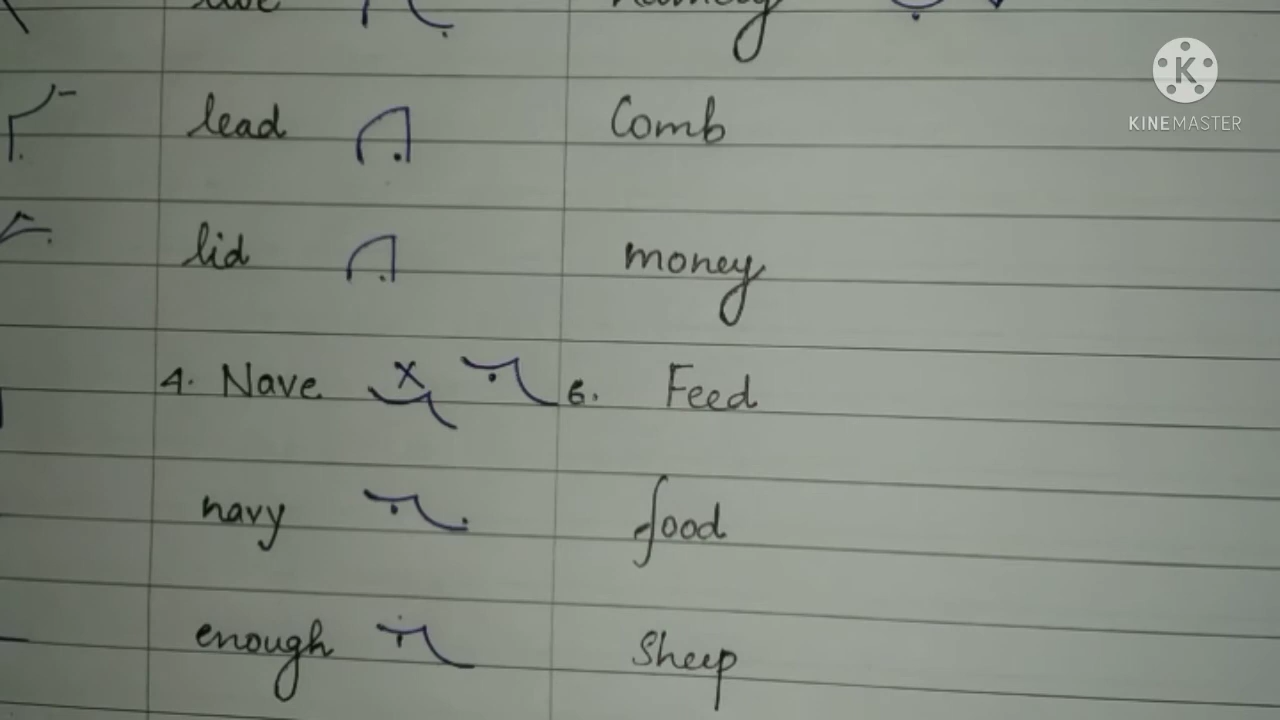 lead Comb
lid money
4. Nave 6. Feed
navy food
enough Sheep
KINEMASTER